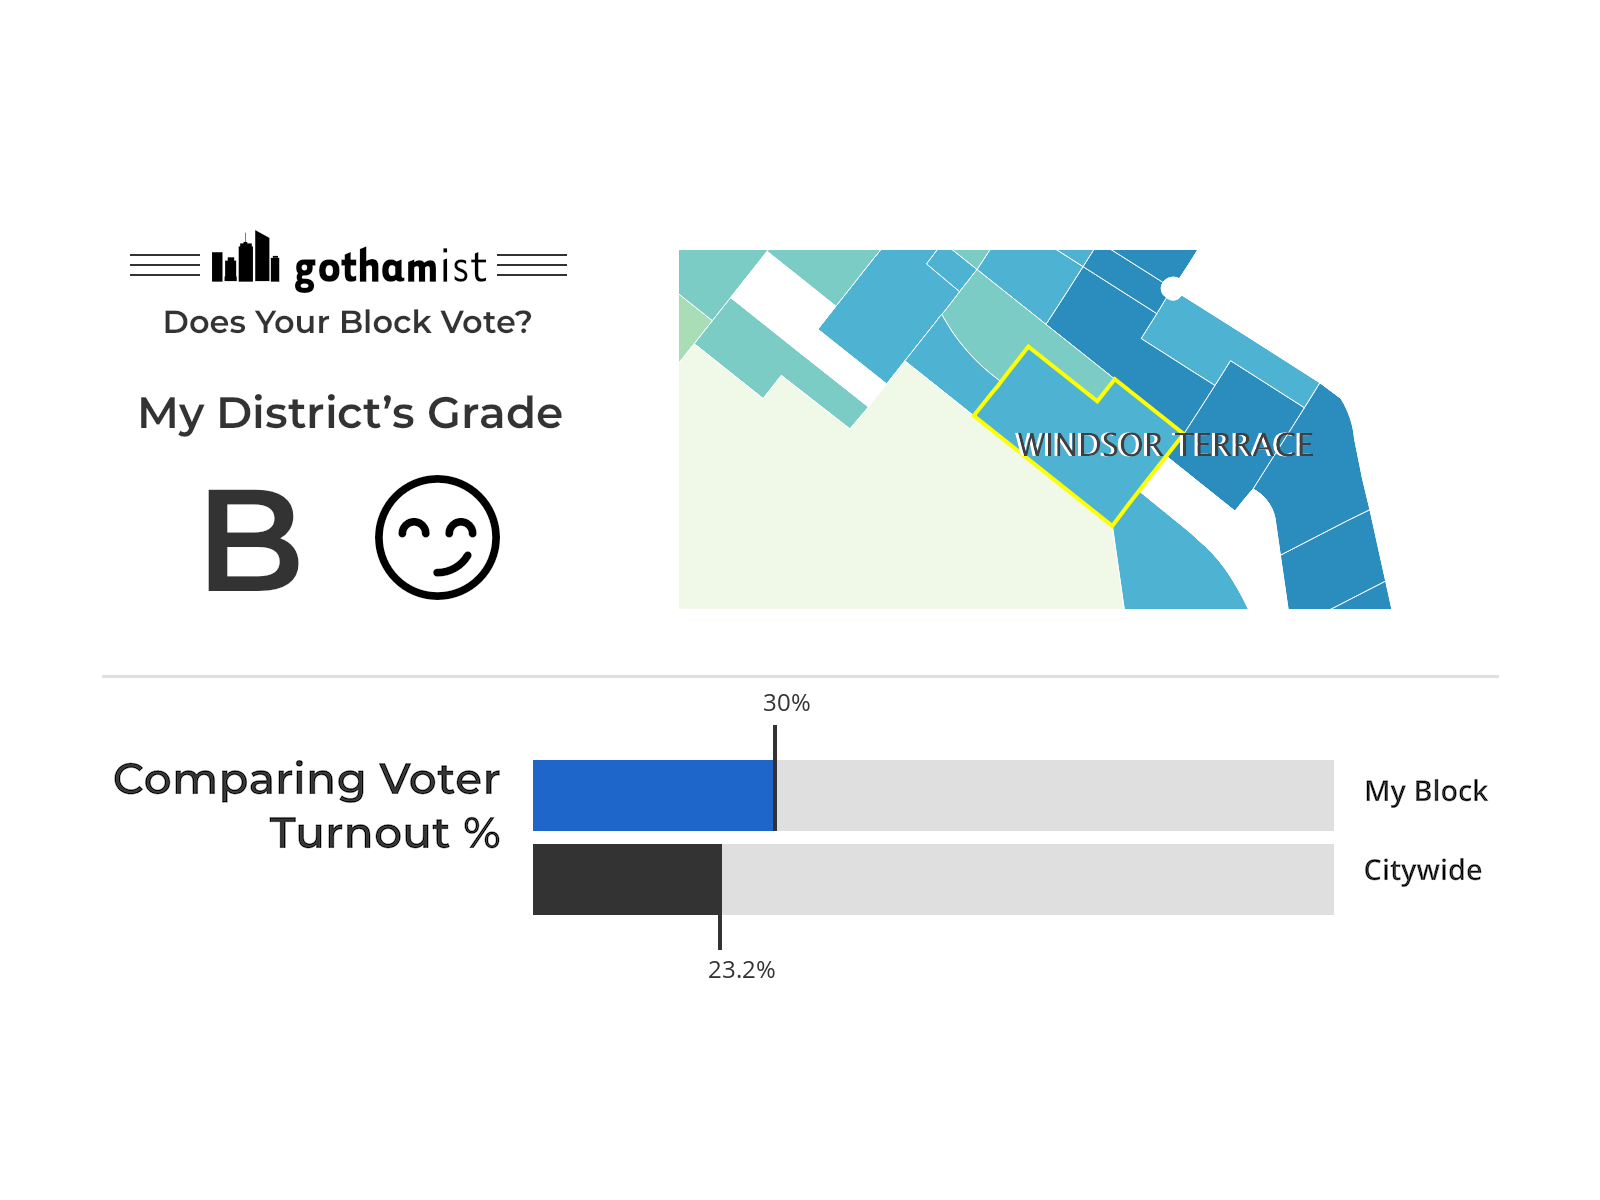 gothamist
Does Your Block Vote?
My District's Grade
B
WINDSOR TERRACE
Comparing Voter
Turnout %
30%
My Block
Citywide
23.2%